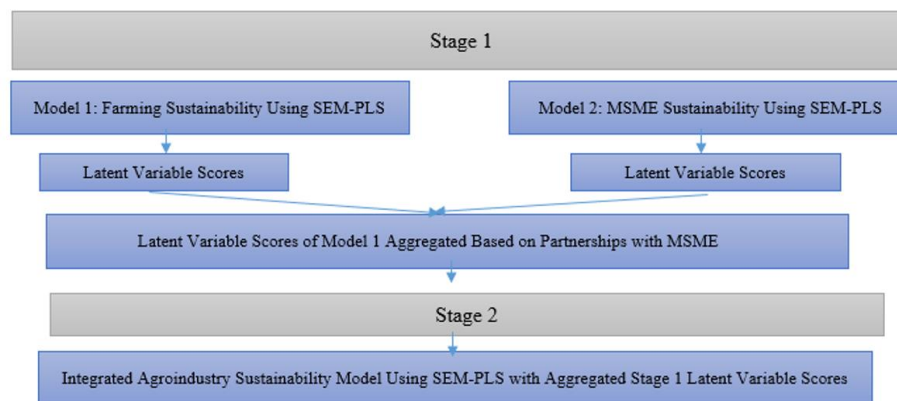 Stage 1
Model 1: Farming Sustainability Using SEM-PLS
Model 2: MSME Sustainability Using SEM-PLS
Latent Variable Scores
Latent Variable Scores
Latent Variable Scores of Model 1 Aggregated Based on Partnerships with MSME
Stage 2
Integrated Agroindustry Sustainability Model Using SEM-PLS with Aggregated Stage 1 Latent Variable Scores